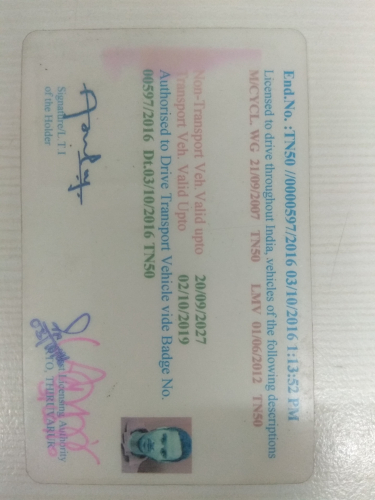 End.No. :TN50 //0000597/2016 03/10/2016 1:13:52 PM
Licensed to drive throughout India, vehicles of the following descriptions
M/CYCL. WG 21/09/2007 TN50 LMV 01/06/2012 TN50
Non-Transport Veh.Valid upto 20/09/2027
Transport Veh. Valid Upto 02/10/2019
Authorised to Drive Transport Vehicle vide Badge No.
00597/2016 Dt.03/10/2016 TN50
Signature/L.T.I
of the Holder
Licensing Authority
RTO, THIRUVARUR